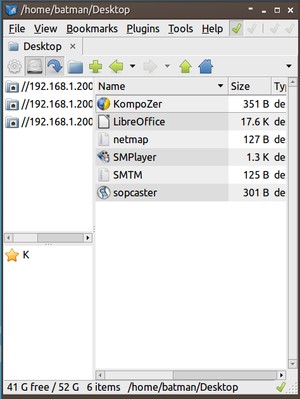 /home/batman/Desktop
File View Bookmarks Plugins Tools Help
Desktop
//192.168.1.200
//192.168.1.200
//192.168.1.200
Name Size Ty
KompoZer 351 B de
LibreOffice 17.6 K de
netmap 127 B de
SMPlayer 1.3 K de
SMTM 125 B de
sopcaster 301 B de
K
41 G free / 52 G 6 items /home/batman/Desktop